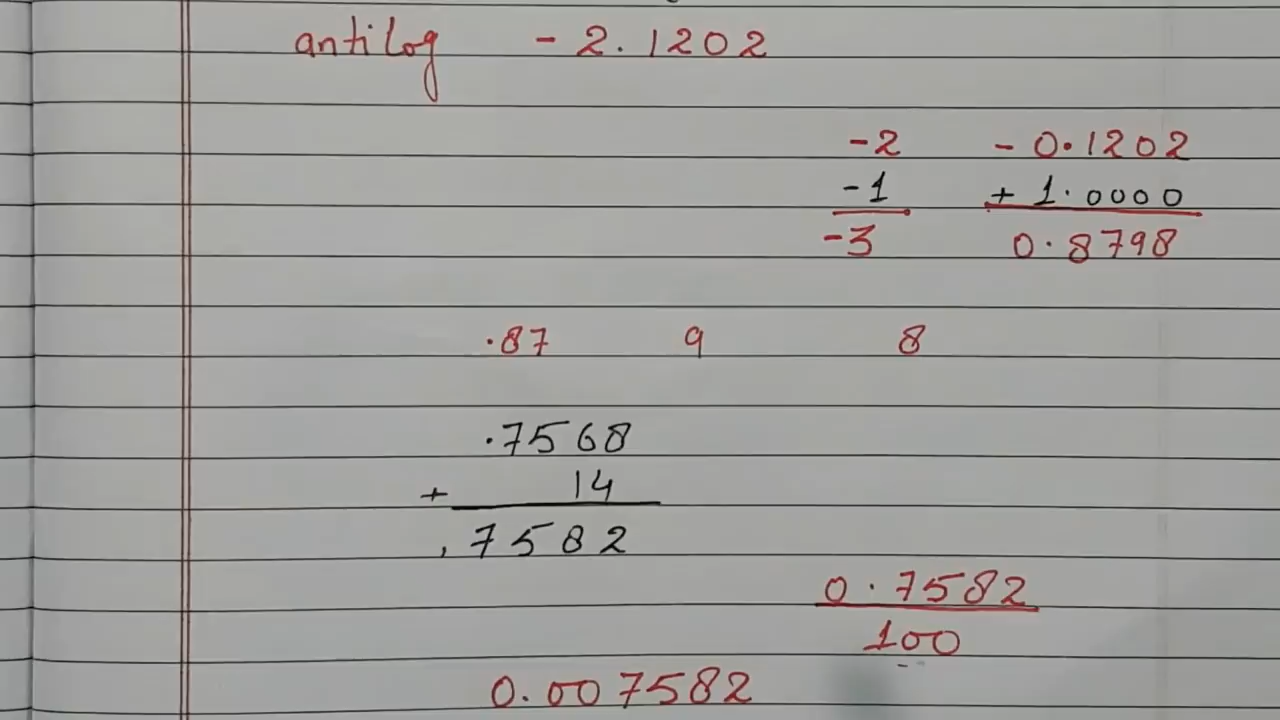 antilog - 2.1202
-2 - 0.1202
-1 + 1.0000
-3 0.8798
.87 9 8
.7568
+ 14
.7582
0.7582
100
0.007582